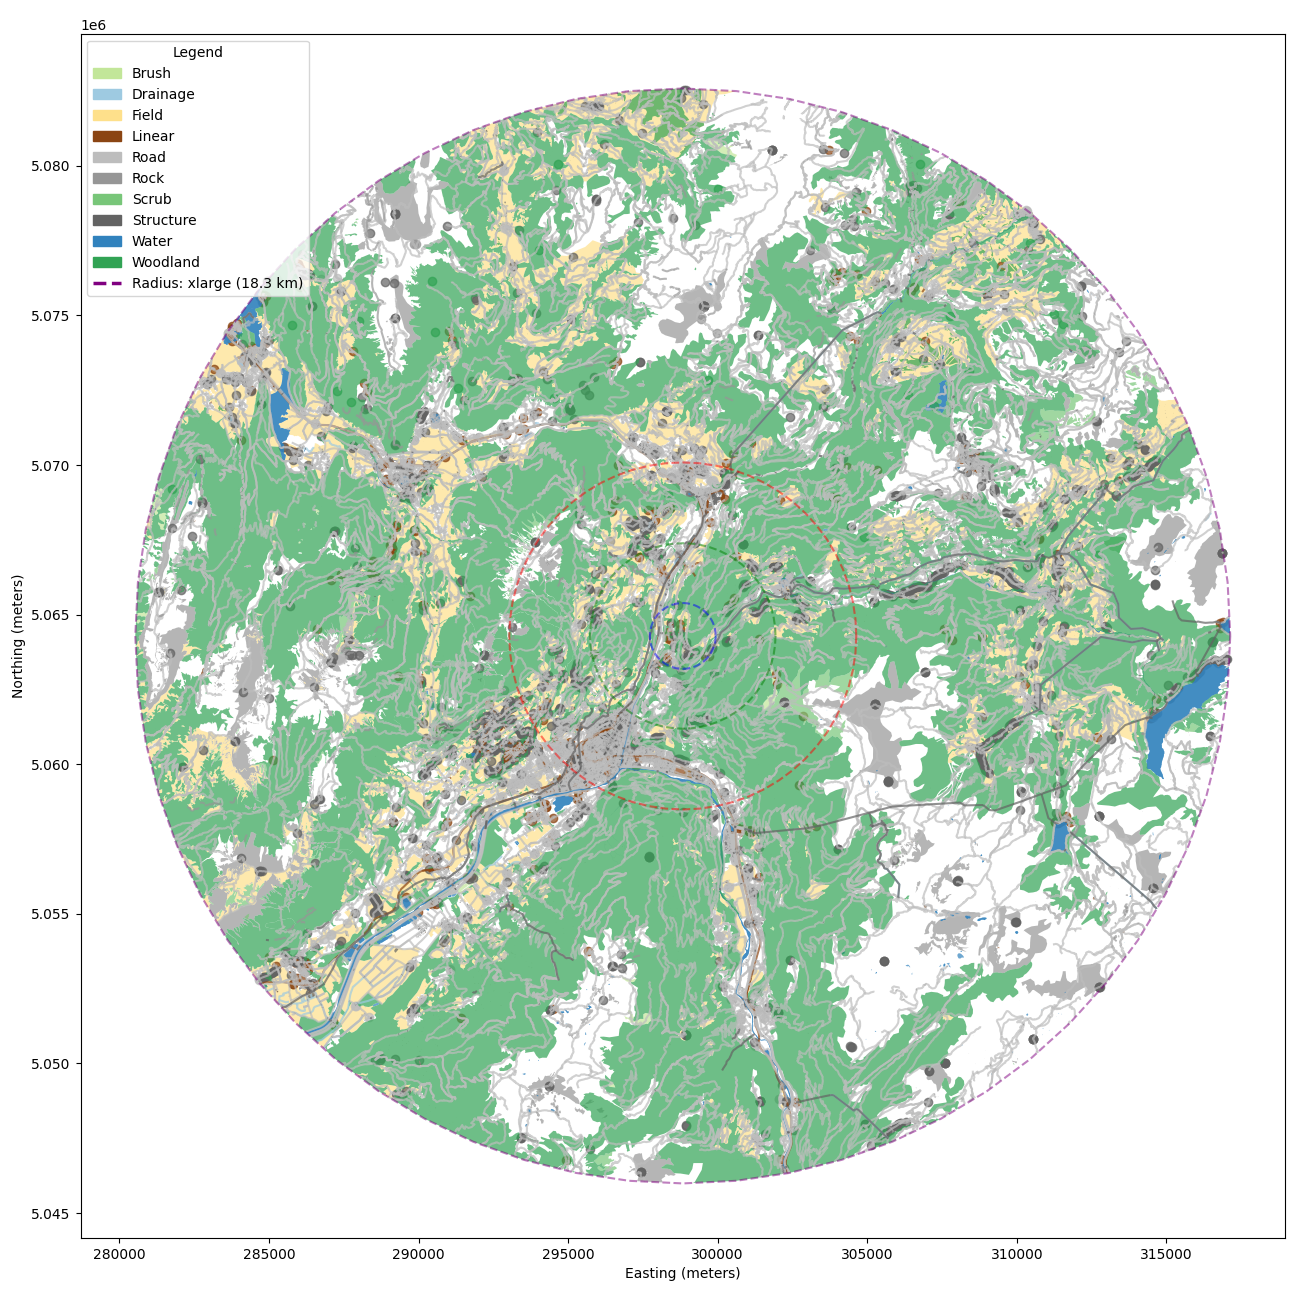 1e6
Legend
Brush
Drainage
Field
Linear
Road
Rock
Scrub
Structure
Water
Woodland
Radius: xlarge (18.3 km)
5.080
5.075
5.070
5.065
5.060
5.055
5.050
5.045
Northing (meters)
280000 285000 290000 295000 300000 305000 310000 315000
Easting (meters)